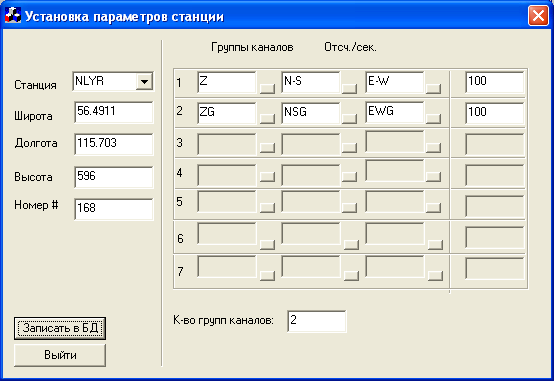 Установка параметров станции
Группы каналов Отсч./сек.
Станция NLYR
Широта 56.4911
Долгота 115.703
Высота 596
Номер # 168
1 Z N-S E-W 100
2 ZG NSG EWG 100
3
4
5
6
7
К-во групп каналов: 2
Записать в БД
Выйти